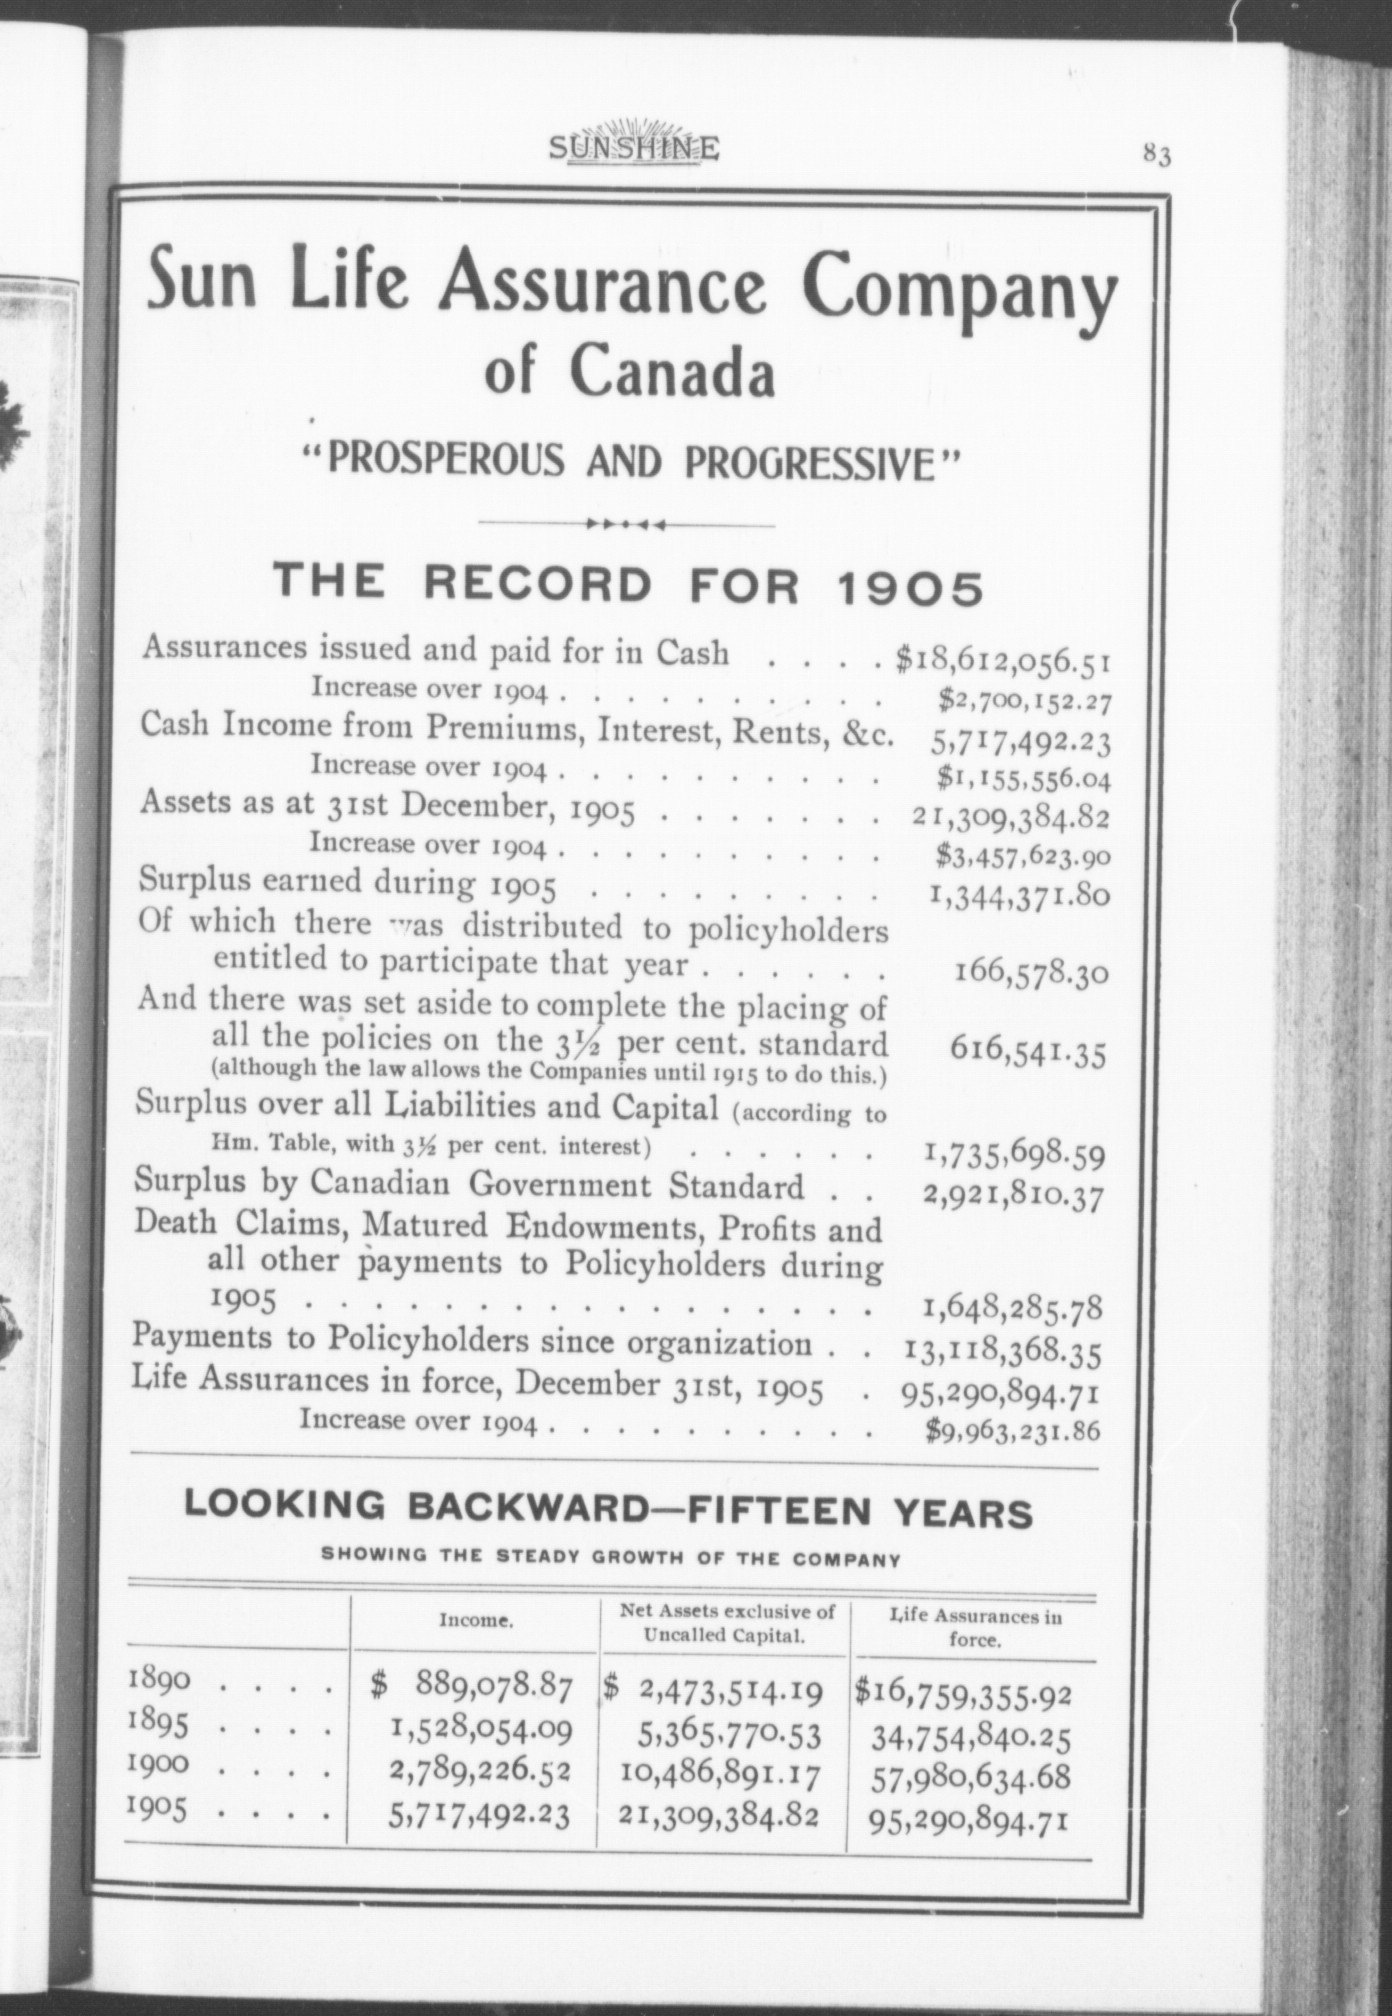 SUNSHINE
83
Sun Life Assurance Company
of Canada
"PROSPEROUS AND PROGRESSIVE"
THE RECORD FOR 1905
Assurances issued and paid for in Cash . . . . $18,612,056.51
Increase over 1904 . . . . . . . . . . $2,700,152.27
Cash Income from Premiums, Interest, Rents, &c. 5,717,492.23
Increase over 1904 . . . . . . . . . . $1,155,556.04
Assets as at 31st December, 1905 . . . . . . . 21,309,384.82
Increase over 1904 . . . . . . . . . . $3,457,623.90
Surplus earned during 1905 . . . . . . . . . 1,344,371.80
Of which there was distributed to policyholders
entitled to participate that year . . . . . . 166,578.30
And there was set aside to complete the placing of
all the policies on the 3½ per cent. standard 616,541.35
(although the law allows the Companies until 1915 to do this.)
Surplus over all Liabilities and Capital (according to
Hm. Table, with 3½ per cent. interest) . . . . . . 1,735,698.59
Surplus by Canadian Government Standard . . 2,921,810.37
Death Claims, Matured Endowments, Profits and
all other payments to Policyholders during
1905 . . . . . . . . . . . . . . . . . 1,648,285.78
Payments to Policyholders since organization . . 13,118,368.35
Life Assurances in force, December 31st, 1905 . 95,290,894.71
Increase over 1904 . . . . . . . . . . $9,963,231.86
LOOKING BACKWARD—FIFTEEN YEARS
SHOWING THE STEADY GROWTH OF THE COMPANY
Income. Net Assets exclusive of Uncalled Capital. Life Assurances in force.
1890 . . . . $ 889,078.87 $ 2,473,514.19 $16,759,355.92
1895 . . . . 1,528,054.09 5,365,770.53 34,754,840.25
1900 . . . . 2,789,226.52 10,486,891.17 57,980,634.68
1905 . . . . 5,717,492.23 21,309,384.82 95,290,894.71